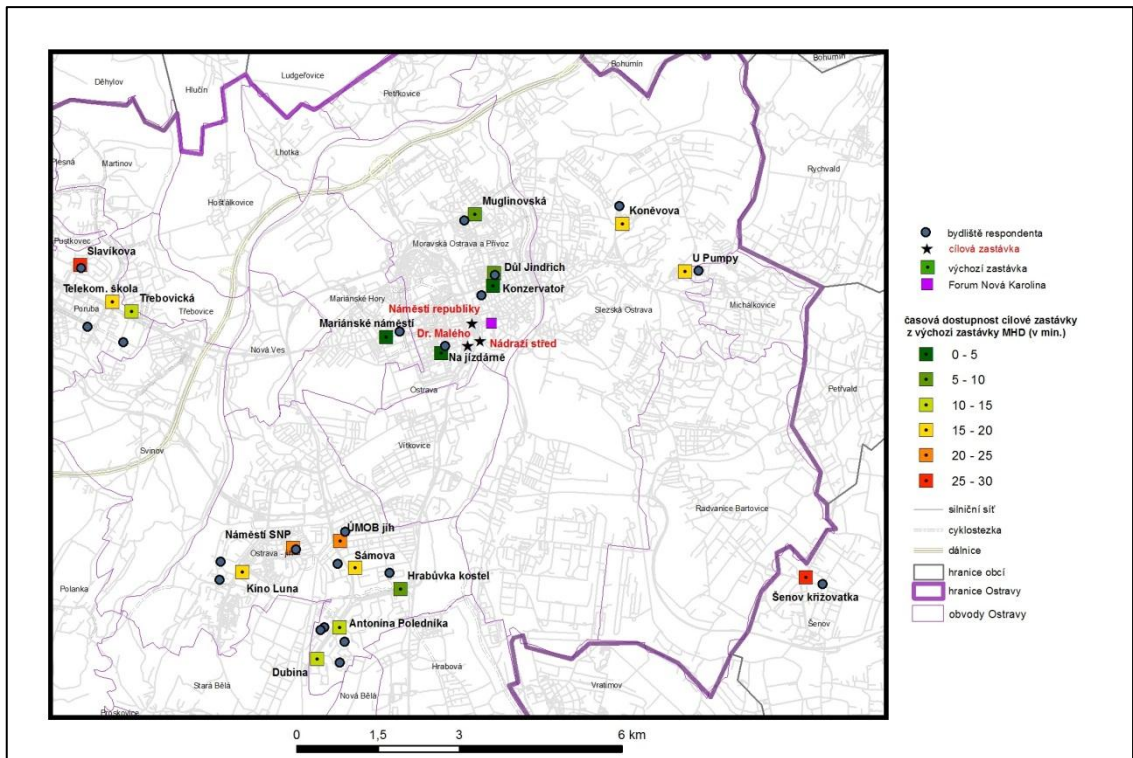 Bohumín
Bohumín
Děhylov
Hlučín
Ludgeřovice
Petřkovice
Plesná
Martinov
Lhotka
Hošťálkovice
Rychvald
Pustkovec
Slavíkova
Muglinovská
Koněvova
Moravská Ostrava a Přívoz
U Pumpy
Důl Jindřich
Telekom. škola
Konzervatoř
Třebovická
Poruba
Třebovice
Mariánské Hory
Náměstí republiky
Slezská Ostrava
Michálkovice
Mariánské náměstí
Dr. Malého
Nádraží střed
Nová Ves
Na jízdárně
Ostrava
Petřvald
Vítkovice
Svinov
Radvanice Bartovice
Náměstí SNP
ÚMOB jih
Ostrava - jih
Sámova
Polanka
Kino Luna
Hrabůvka kostel
Šenov křižovatka
Šenov
Antonína Poledníka
Hrabová
Dubina
Stará Bělá
Nová Bělá
Vratimov
Proskovice
bydliště respondenta
cílová zastávka
výchozí zastávka
Forum Nová Karolina
časová dostupnost cílové zastávky
z výchozí zastávky MHD (v min.)
0 - 5
5 - 10
10 - 15
15 - 20
20 - 25
25 - 30
silniční síť
cyklostezka
dálnice
hranice obcí
hranice Ostravy
obvody Ostravy
0 1,5 3 6 km